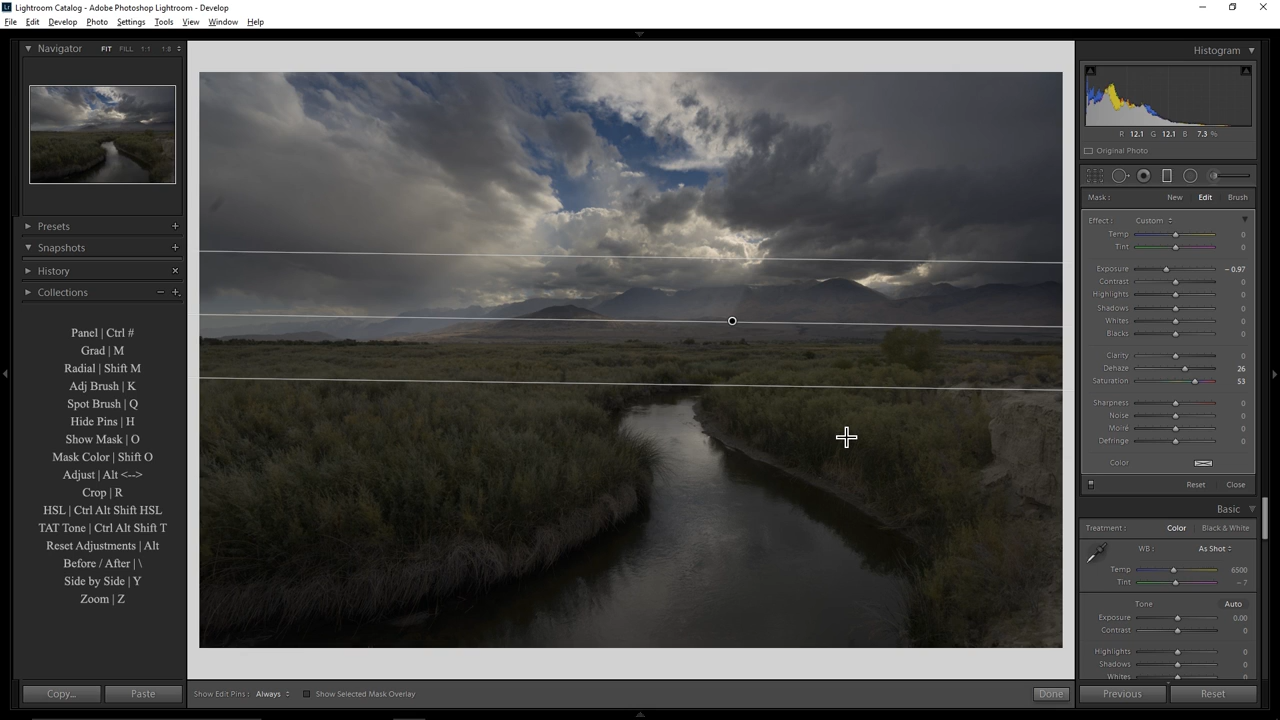 Lightroom Catalog - Adobe Photoshop Lightroom - Develop
File Edit Develop Photo Settings Tools View Window Help
Navigator FIT FILL 1:1 1:8
Presets
Snapshots
History
Collections
Panel | Ctrl #
Grad | M
Radial | Shift M
Adj Brush | K
Spot Brush | Q
Hide Pins | H
Show Mask | O
Mask Color | Shift O
Adjust | Alt <-->
Crop | R
HSL | Ctrl Alt Shift HSL
TAT Tone | Ctrl Alt Shift T
Reset Adjustments | Alt
Before / After | \
Side by Side | Y
Zoom | Z
Copy... Paste
Show Edit Pins : Always Show Selected Mask Overlay Done
Histogram
R 12.1 G 12.1 B 7.3 %
Original Photo
Mask : New Edit Brush
Effect : Custom
Temp 0
Tint 0
Exposure – 0.97
Contrast 0
Highlights 0
Shadows 0
Whites 0
Blacks 0
Clarity 0
Dehaze 26
Saturation 53
Sharpness 0
Noise 0
Moiré 0
Defringe 0
Color
Reset Close
Basic
Treatment : Color Black & White
WB : As Shot
Temp 6500
Tint – 7
Tone Auto
Exposure 0.00
Contrast 0
Highlights 0
Shadows 0
Whites 0
Previous Reset